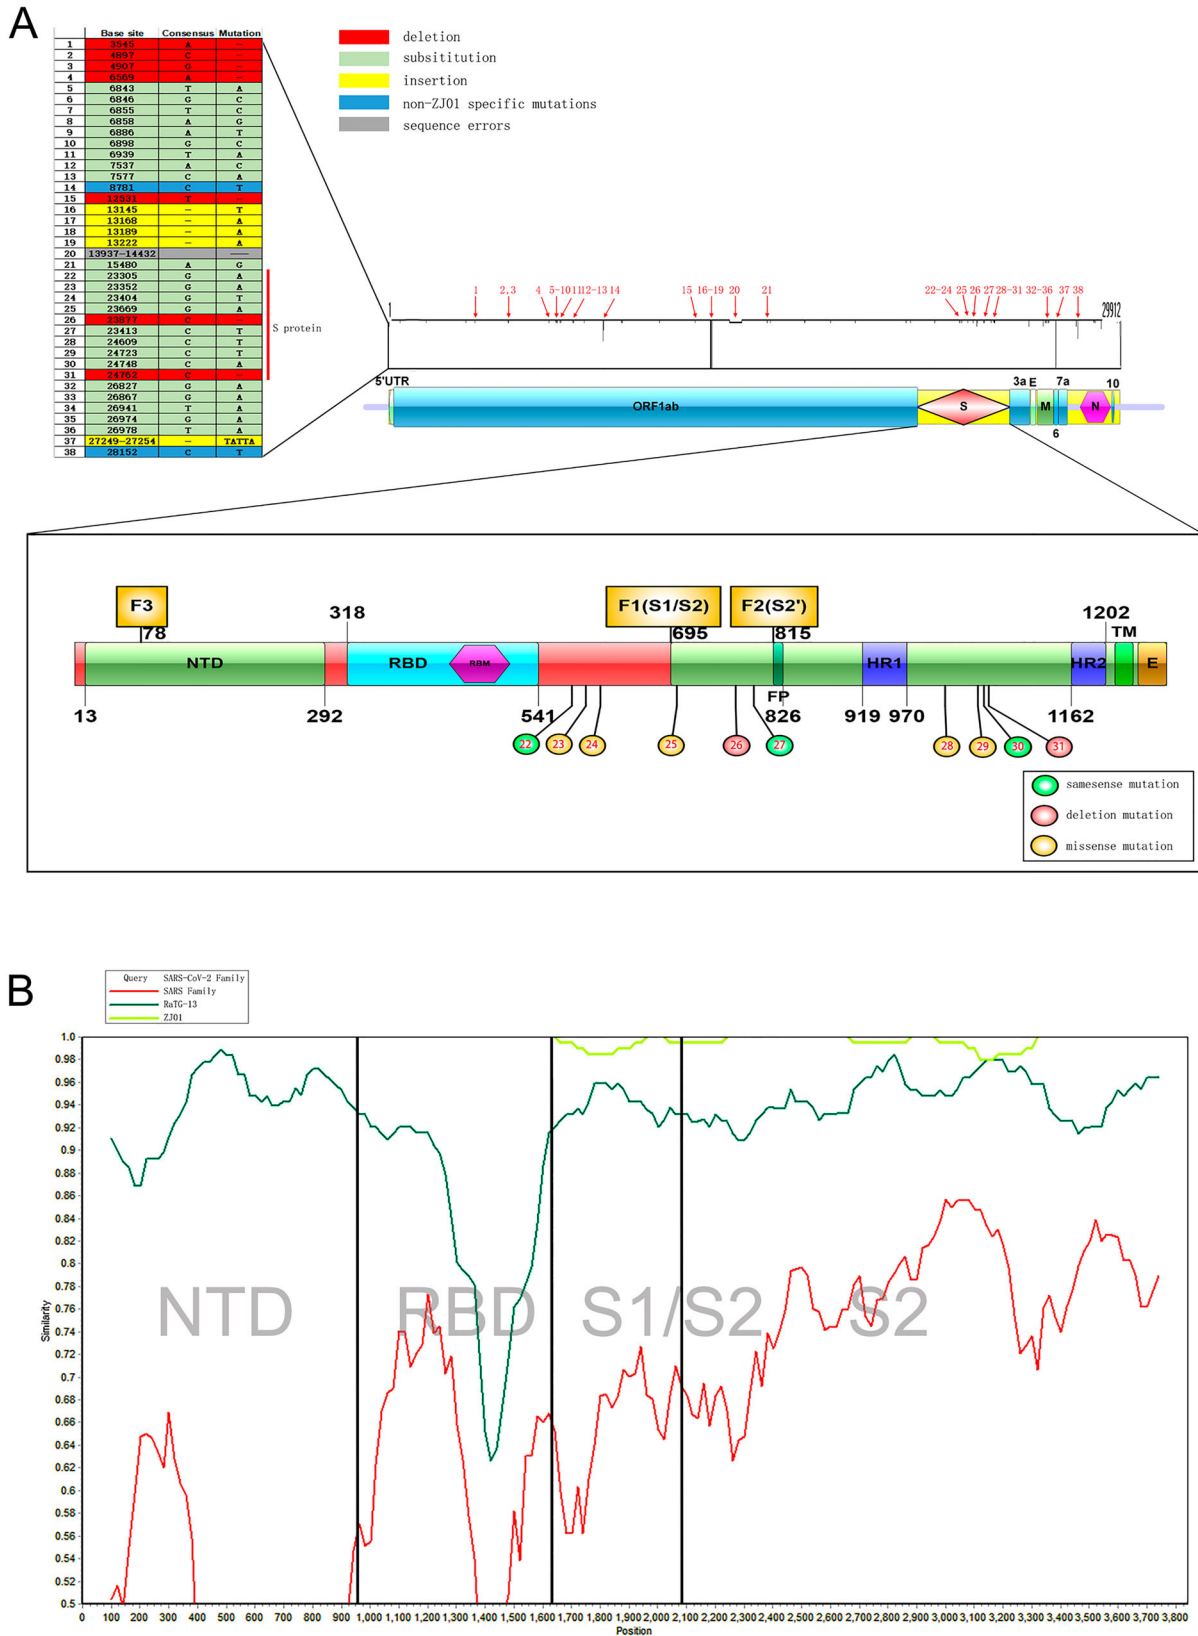 A
Base site Consensus Mutation
1 3545 A —
2 4897 C —
3 4907 G —
4 6569 A —
5 6843 T A
6 6846 G C
7 6855 T C
8 6858 A G
9 6886 A T
10 6898 G C
11 6939 T A
12 7537 A C
13 7577 C A
14 8781 C T
15 12531 T —
16 13145 — T
17 13168 — A
18 13189 — A
19 13222 — A
20 13937-14432 —
21 15480 A G
22 23305 G A
23 23352 G A
24 23404 G T
25 23669 G A
26 23877 C —
27 23413 C T
28 24609 C T
29 24723 C T
30 24748 C A
31 24762 C —
32 26827 G A
33 26867 G A
34 26941 T A
35 26974 G A
36 26978 T A
37 27249-27254 — TATTA
38 28152 C T
S protein
deletion
subsititution
insertion
non-ZJ01 specific mutations
sequence errors
1 2,3 4 5-10 11 12-13 14 15 16-19 20 21 22-24 25 26 27 28-31 32-36 37 38
1 29912
5'UTR ORF1ab S 3a E M 6 7a N 10
F3 F1(S1/S2) F2(S2')
78 318 695 815 1202 TM
NTD RBD RBM HR1 HR2 E
FP
13 292 541 826 919 970 1162
22 23 24 25 26 27 28 29 30 31
samesense mutation
deletion mutation
missense mutation
B
Query SARS-CoV-2 Family
SARS Family
RaTG-13
ZJ01
1.0
0.98
0.96
0.94
0.92
0.9
0.88
0.86
0.84
0.82
0.8
0.78
0.76
0.74
0.72
0.7
0.68
0.66
0.64
0.62
0.6
0.58
0.56
0.54
0.52
0.5
Similarity
NTD RBD S1/S2 S2
0 100 200 300 400 500 600 700 800 900 1,000 1,100 1,200 1,300 1,400 1,500 1,600 1,700 1,800 1,900 2,000 2,100 2,200 2,300 2,400 2,500 2,600 2,700 2,800 2,900 3,000 3,100 3,200 3,300 3,400 3,500 3,600 3,700 3,800
Position